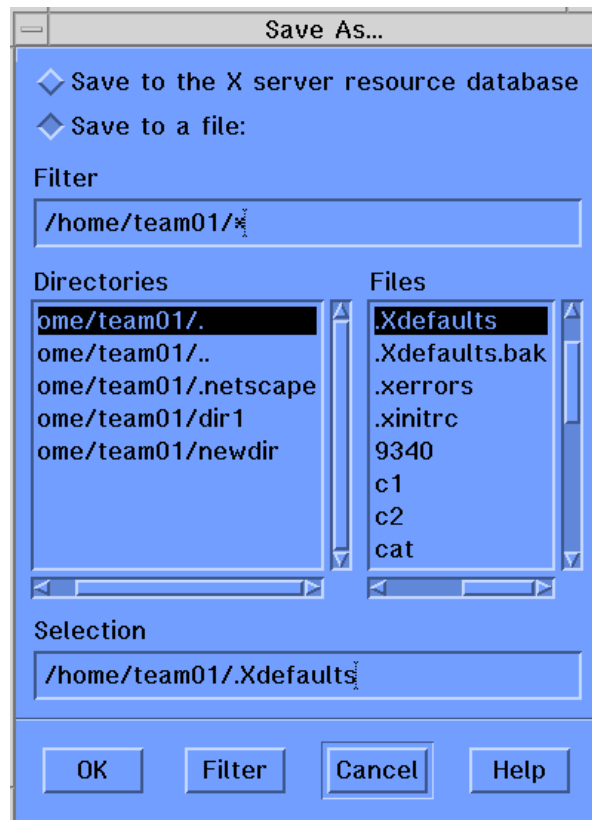 Save As...
Save to the X server resource database
Save to a file:
Filter
/home/team01/*
Directories
ome/team01/.
ome/team01/..
ome/team01/.netscape
ome/team01/dir1
ome/team01/newdir
Files
.Xdefaults
.Xdefaults.bak
.xerrors
.xinitrc
9340
c1
c2
cat
Selection
/home/team01/.Xdefaults
OK
Filter
Cancel
Help